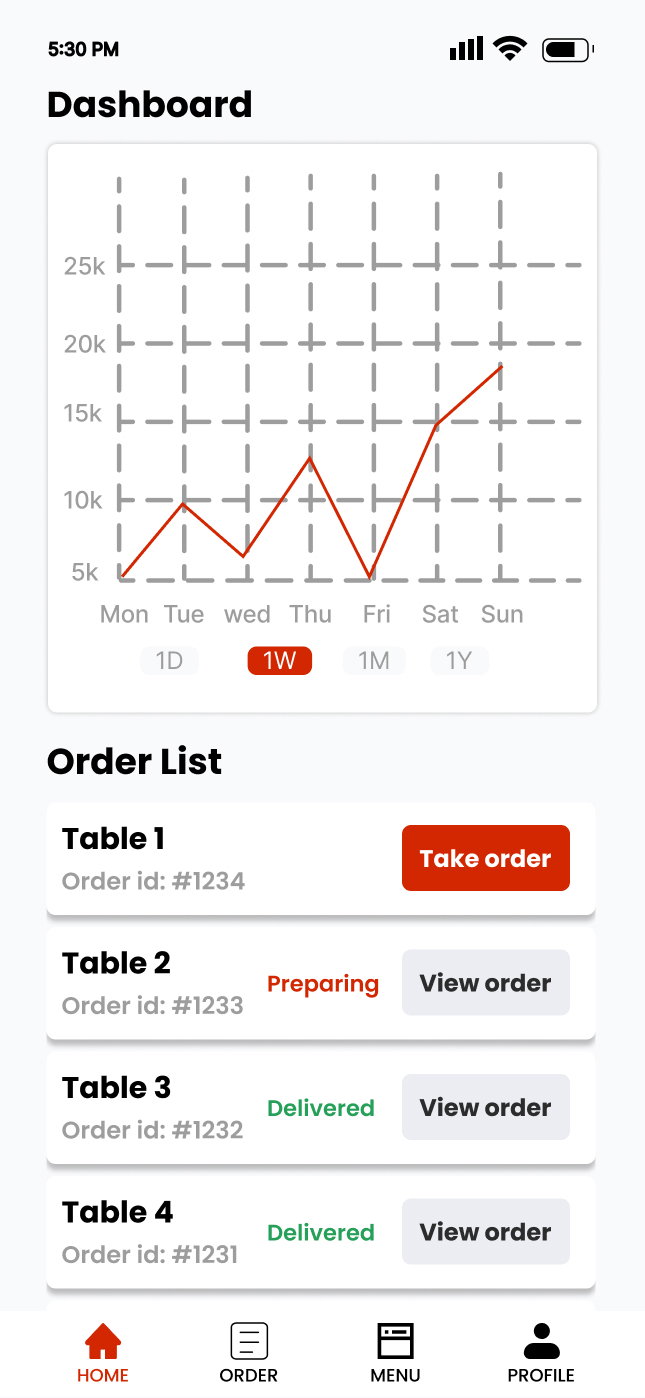 5:30 PM
Dashboard
25k
20k
15k
10k
5k
Mon Tue wed Thu Fri Sat Sun
1D 1W 1M 1Y
Order List
Table 1
Order id: #1234
Take order
Table 2
Order id: #1233
Preparing
View order
Table 3
Order id: #1232
Delivered
View order
Table 4
Order id: #1231
Delivered
View order
HOME ORDER MENU PROFILE